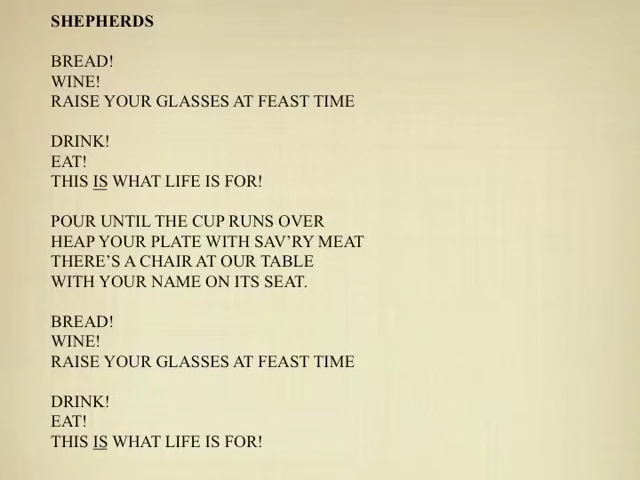 SHEPHERDS
BREAD!
WINE!
RAISE YOUR GLASSES AT FEAST TIME
DRINK!
EAT!
THIS IS WHAT LIFE IS FOR!
POUR UNTIL THE CUP RUNS OVER
HEAP YOUR PLATE WITH SAV’RY MEAT
THERE’S A CHAIR AT OUR TABLE
WITH YOUR NAME ON ITS SEAT.
BREAD!
WINE!
RAISE YOUR GLASSES AT FEAST TIME
DRINK!
EAT!
THIS IS WHAT LIFE IS FOR!